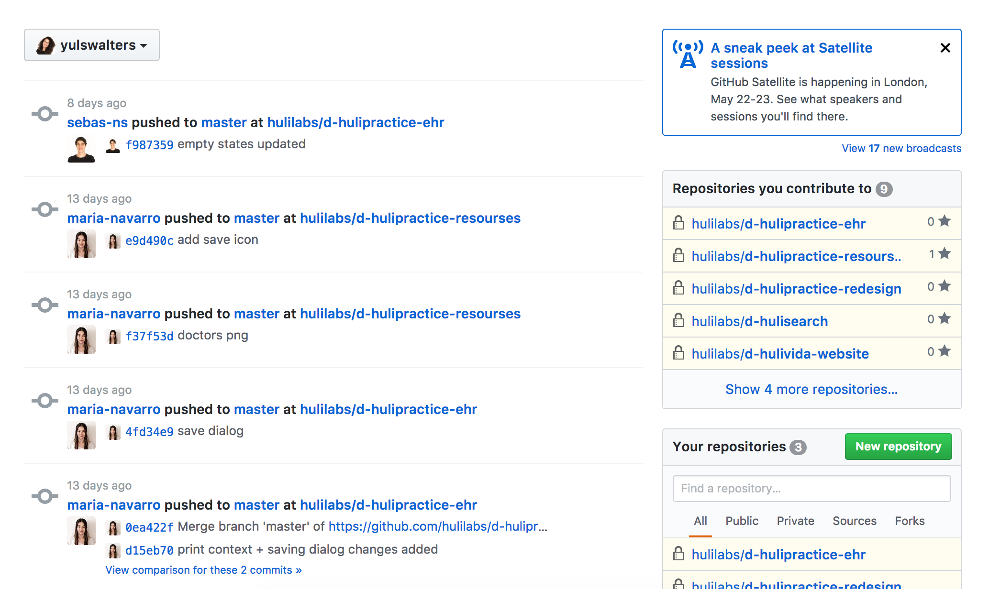 yulswalters
8 days ago
sebas-ns pushed to master at hulilabs/d-hulipractice-ehr
f987359 empty states updated
13 days ago
maria-navarro pushed to master at hulilabs/d-hulipractice-resourses
e9d490c add save icon
13 days ago
maria-navarro pushed to master at hulilabs/d-hulipractice-resourses
f37f53d doctors png
13 days ago
maria-navarro pushed to master at hulilabs/d-hulipractice-ehr
4fd34e9 save dialog
13 days ago
maria-navarro pushed to master at hulilabs/d-hulipractice-ehr
0ea422f Merge branch 'master' of https://github.com/hulilabs/d-hulipr...
d15eb70 print context + saving dialog changes added
View comparison for these 2 commits »
A sneak peek at Satellite
sessions
GitHub Satellite is happening in London,
May 22-23. See what speakers and
sessions you'll find there.
View 17 new broadcasts
Repositories you contribute to 9
hulilabs/d-hulipractice-ehr 0
hulilabs/d-hulipractice-resours... 1
hulilabs/d-hulipractice-redesign 0
hulilabs/d-hulisearch 0
hulilabs/d-hulivida-website 0
Show 4 more repositories...
Your repositories 3 New repository
Find a repository...
All Public Private Sources Forks
hulilabs/d-hulipractice-ehr
hulilabs/d-hulipractice-redesign